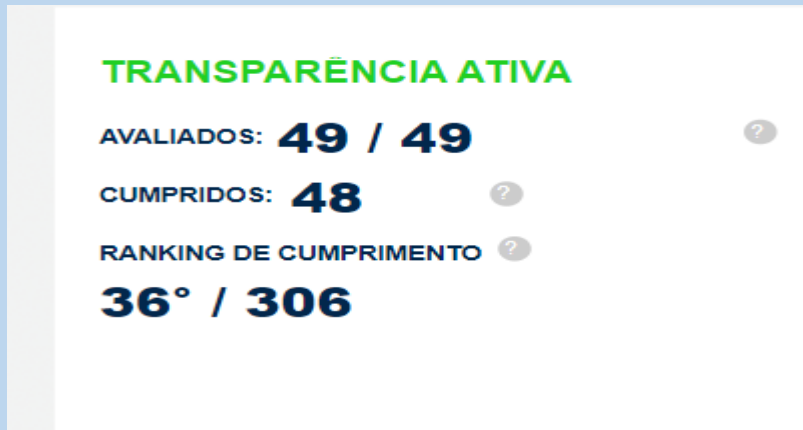 TRANSPARÊNCIA ATIVA
AVALIADOS: 49 / 49 ?
CUMPRIDOS: 48 ?
RANKING DE CUMPRIMENTO ?
36° / 306